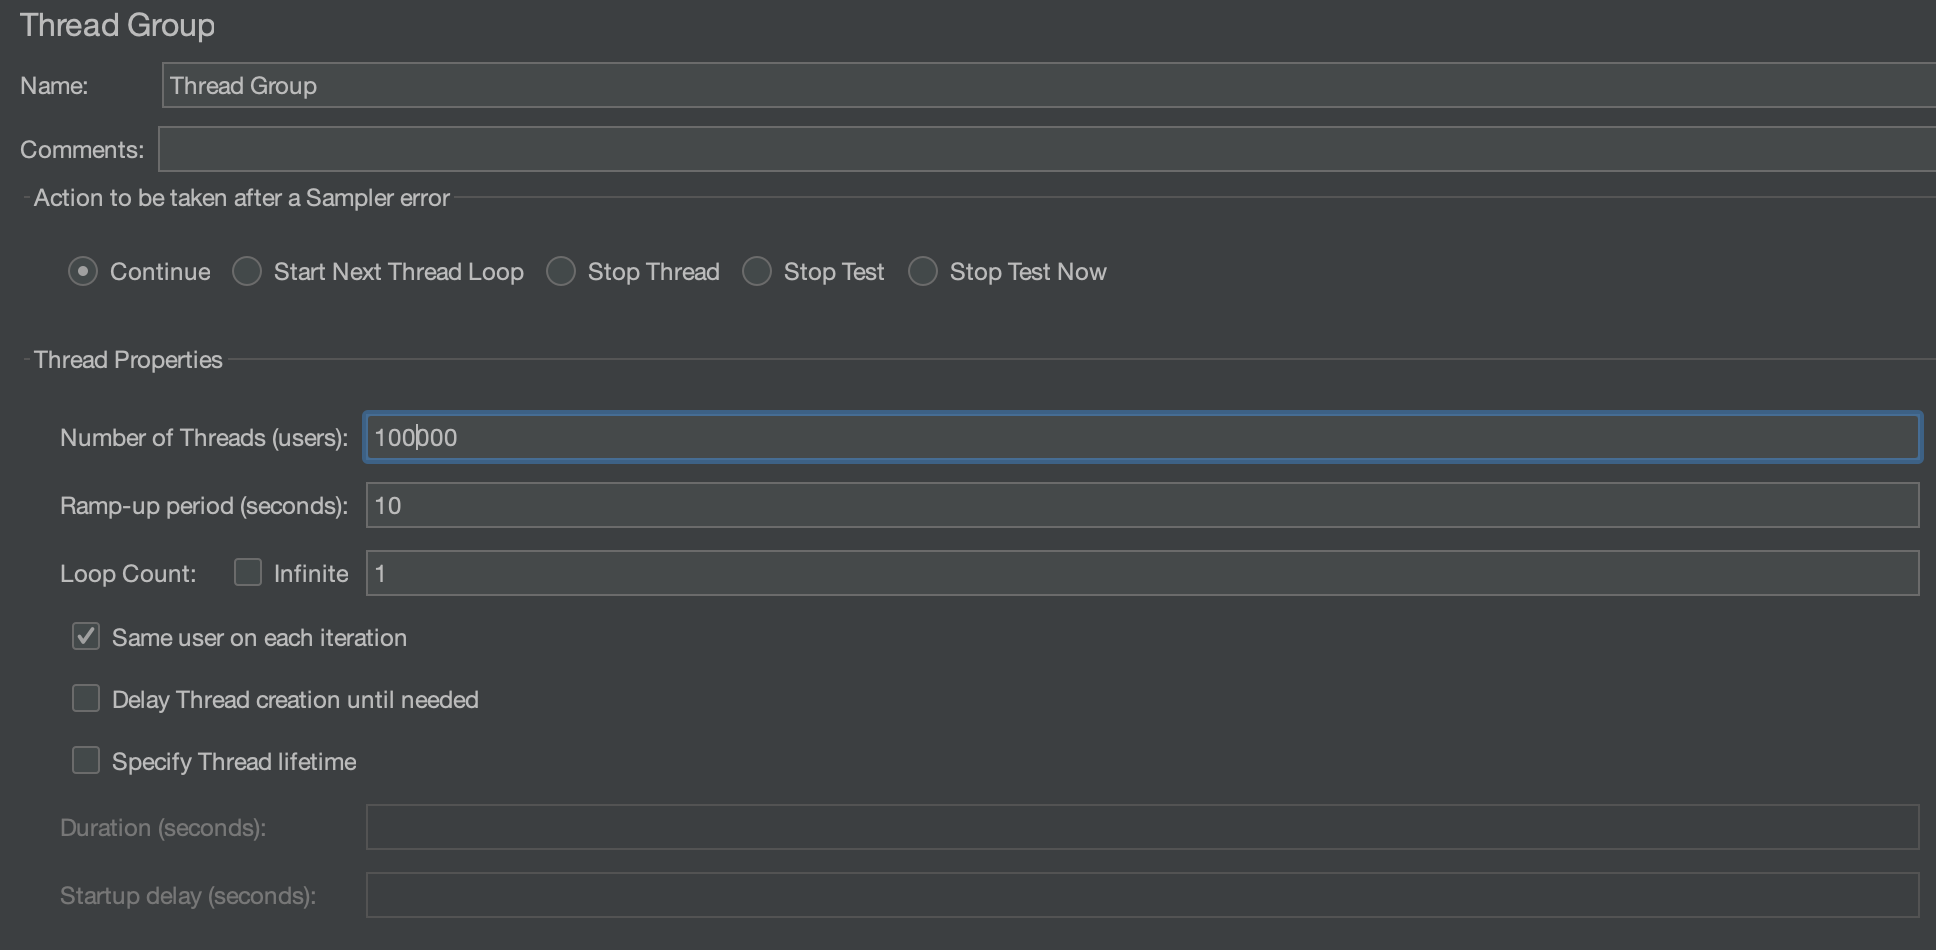 Thread Group
Name: Thread Group
Comments:
Action to be taken after a Sampler error
Continue Start Next Thread Loop Stop Thread Stop Test Stop Test Now
Thread Properties
Number of Threads (users): 100000
Ramp-up period (seconds): 10
Loop Count: Infinite 1
Same user on each iteration
Delay Thread creation until needed
Specify Thread lifetime
Duration (seconds):
Startup delay (seconds):